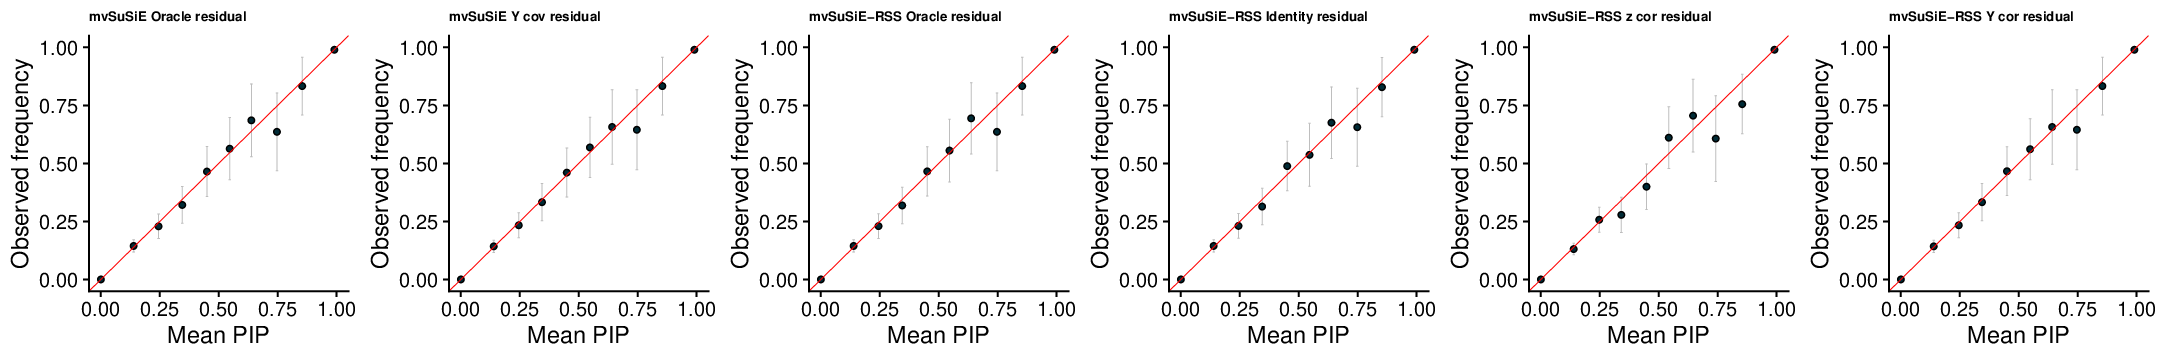 mvSuSiE Oracle residual
Observed frequency
1.00
0.75
0.50
0.25
0.00
0.00 0.25 0.50 0.75 1.00
Mean PIP
mvSuSiE Y cov residual
Observed frequency
1.00
0.75
0.50
0.25
0.00
0.00 0.25 0.50 0.75 1.00
Mean PIP
mvSuSiE−RSS Oracle residual
Observed frequency
1.00
0.75
0.50
0.25
0.00
0.00 0.25 0.50 0.75 1.00
Mean PIP
mvSuSiE−RSS Identity residual
Observed frequency
1.00
0.75
0.50
0.25
0.00
0.00 0.25 0.50 0.75 1.00
Mean PIP
mvSuSiE−RSS z cor residual
Observed frequency
1.00
0.75
0.50
0.25
0.00
0.00 0.25 0.50 0.75 1.00
Mean PIP
mvSuSiE−RSS Y cor residual
Observed frequency
1.00
0.75
0.50
0.25
0.00
0.00 0.25 0.50 0.75 1.00
Mean PIP